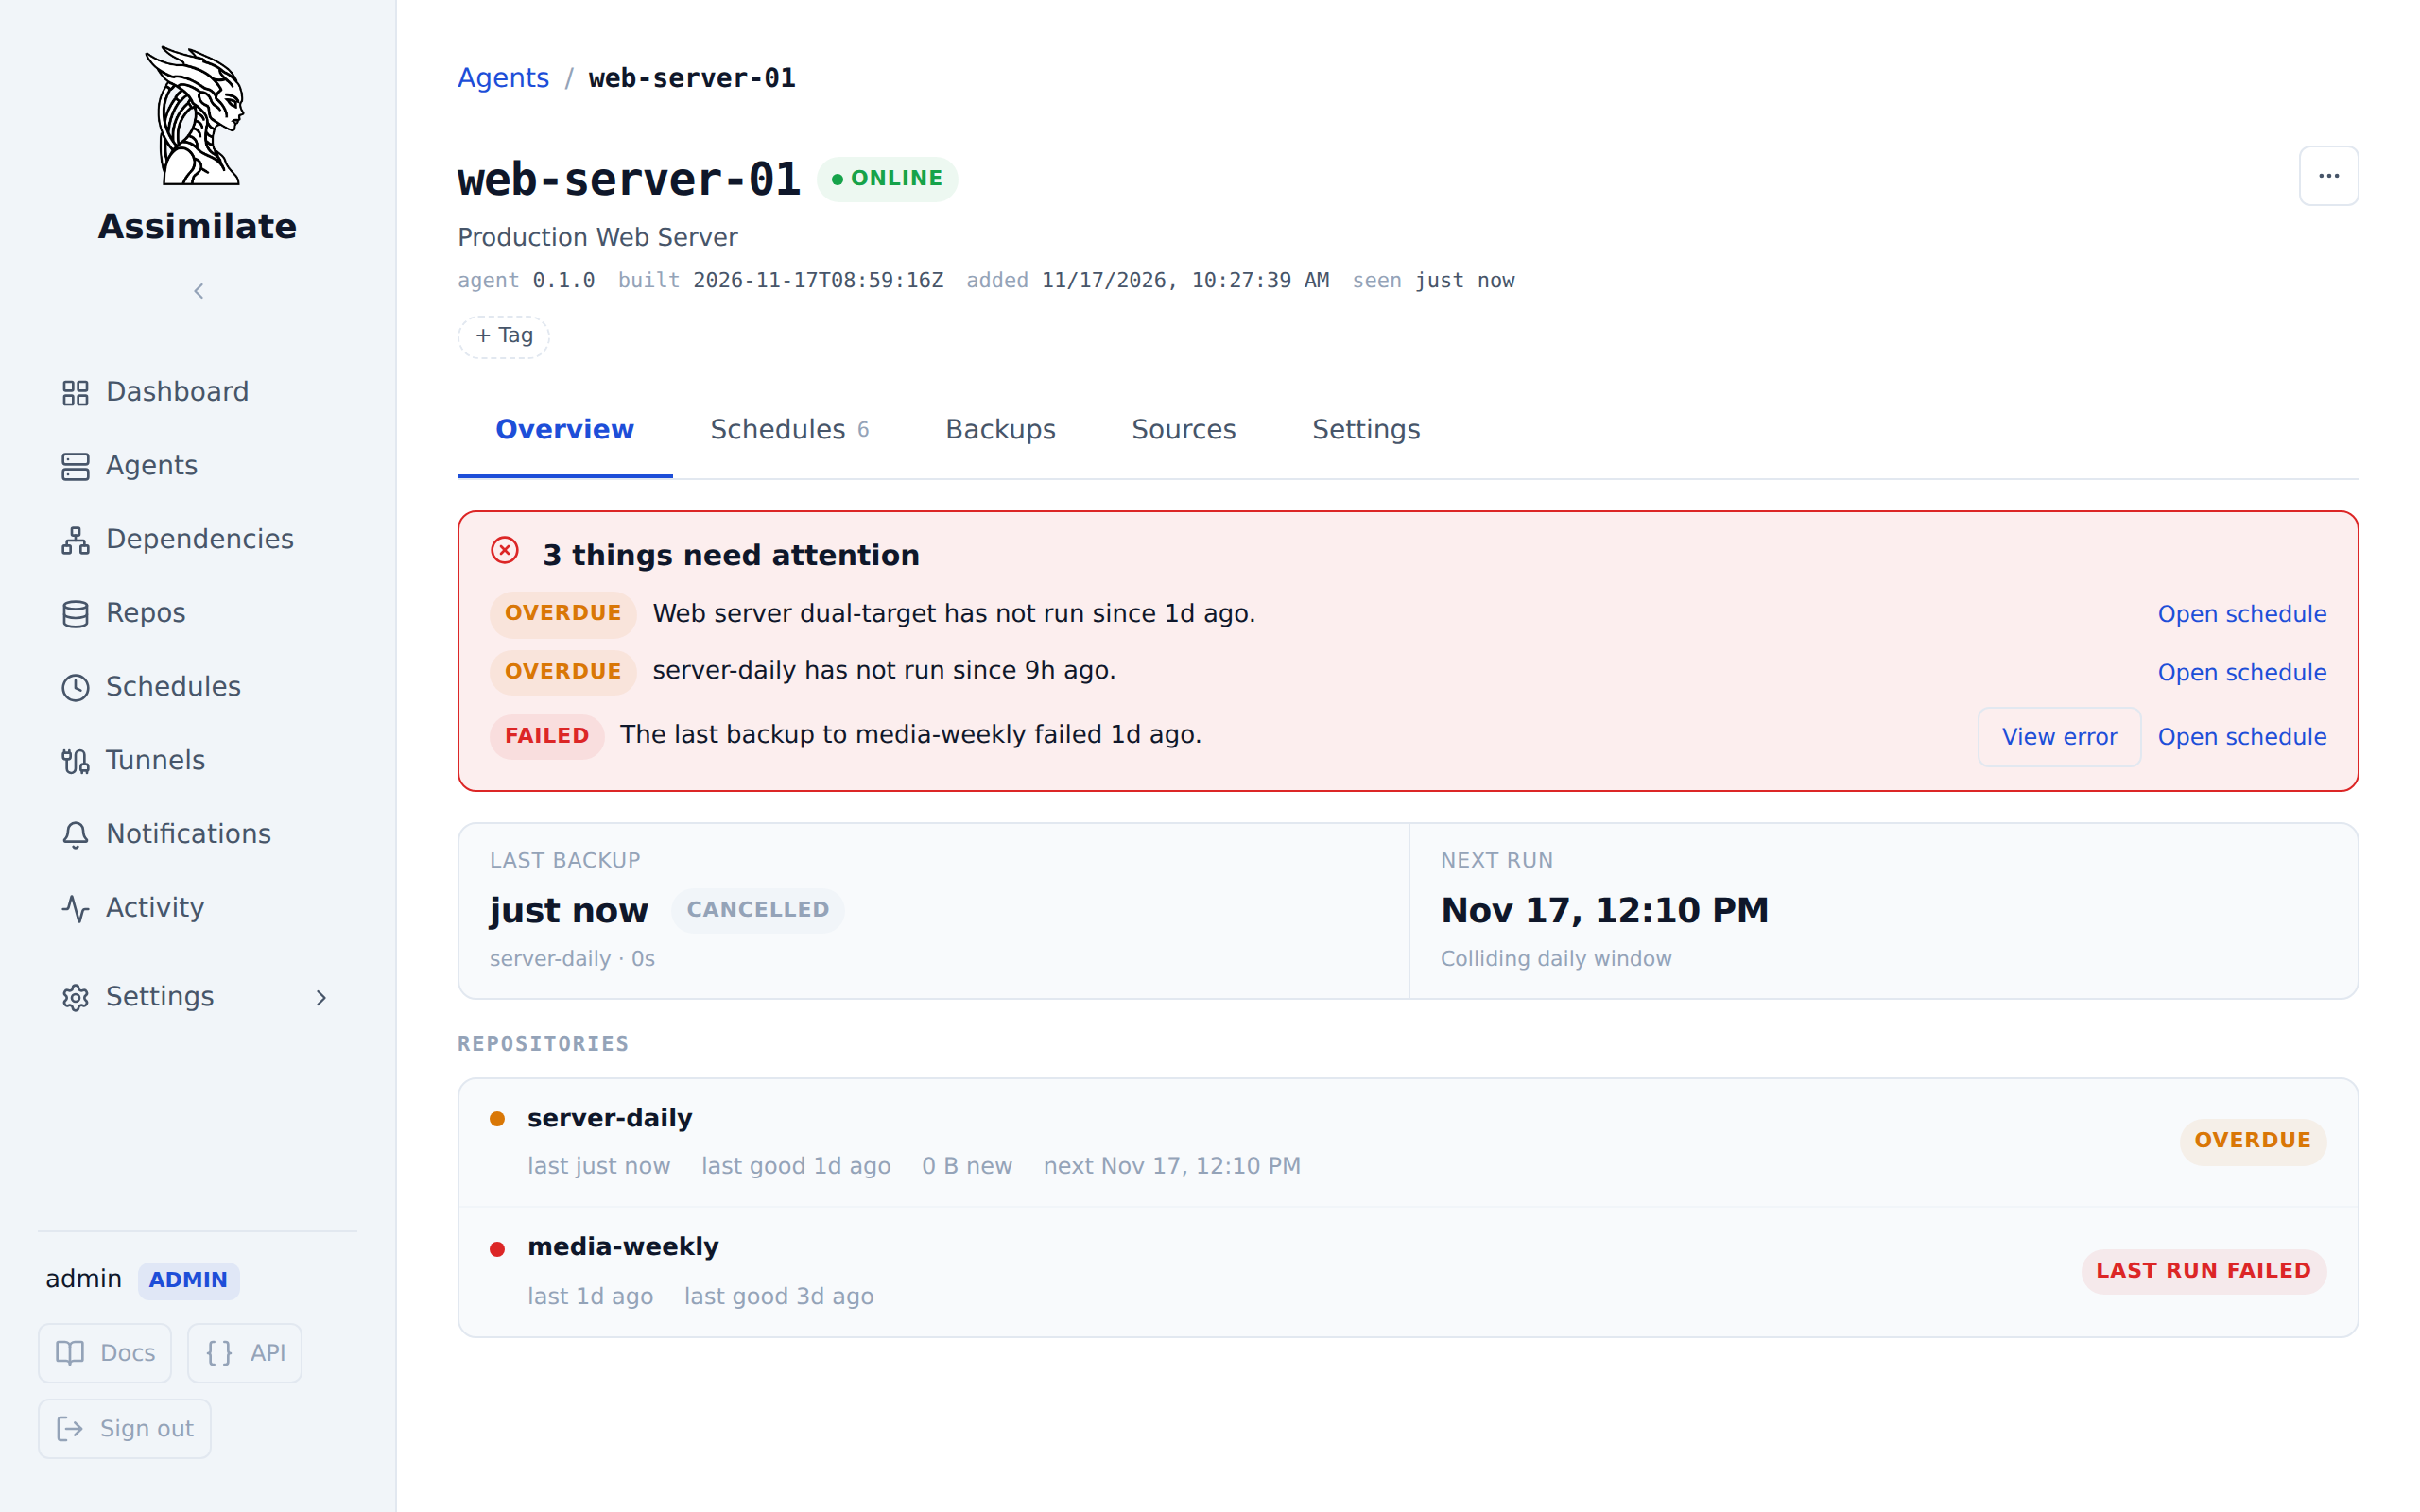 Assimilate
Dashboard
Agents
Dependencies
Repos
Schedules
Tunnels
Notifications
Activity
Settings
admin ADMIN
Docs API
Sign out
Agents / web-server-01
web-server-01 ONLINE
Production Web Server
agent 0.1.0 built 2026-11-17T08:59:16Z added 11/17/2026, 10:27:39 AM seen just now
+ Tag
Overview Schedules 6 Backups Sources Settings
3 things need attention
OVERDUE Web server dual-target has not run since 1d ago. Open schedule
OVERDUE server-daily has not run since 9h ago. Open schedule
FAILED The last backup to media-weekly failed 1d ago. View error Open schedule
LAST BACKUP
just now CANCELLED
server-daily · 0s
NEXT RUN
Nov 17, 12:10 PM
Colliding daily window
REPOSITORIES
server-daily
last just now last good 1d ago 0 B new next Nov 17, 12:10 PM
OVERDUE
media-weekly
last 1d ago last good 3d ago
LAST RUN FAILED